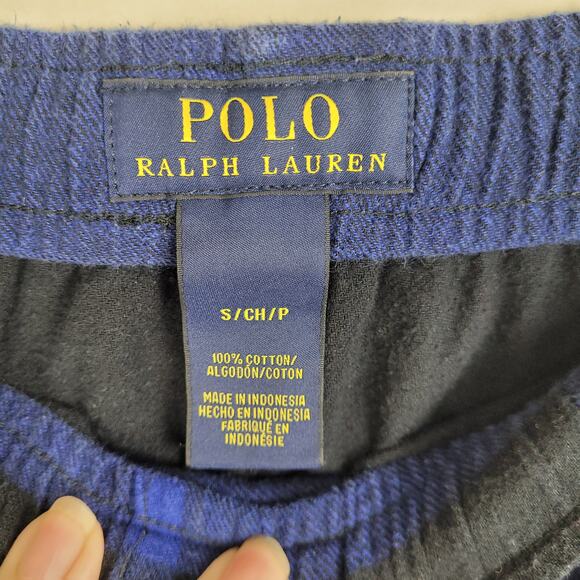 POLO
RALPH LAUREN
S/CH/P
100% COTTON/
ALGODÓN/COTON
MADE IN INDONESIA
HECHO EN INDONESIA
FABRIQUÉ EN
INDONÉSIE